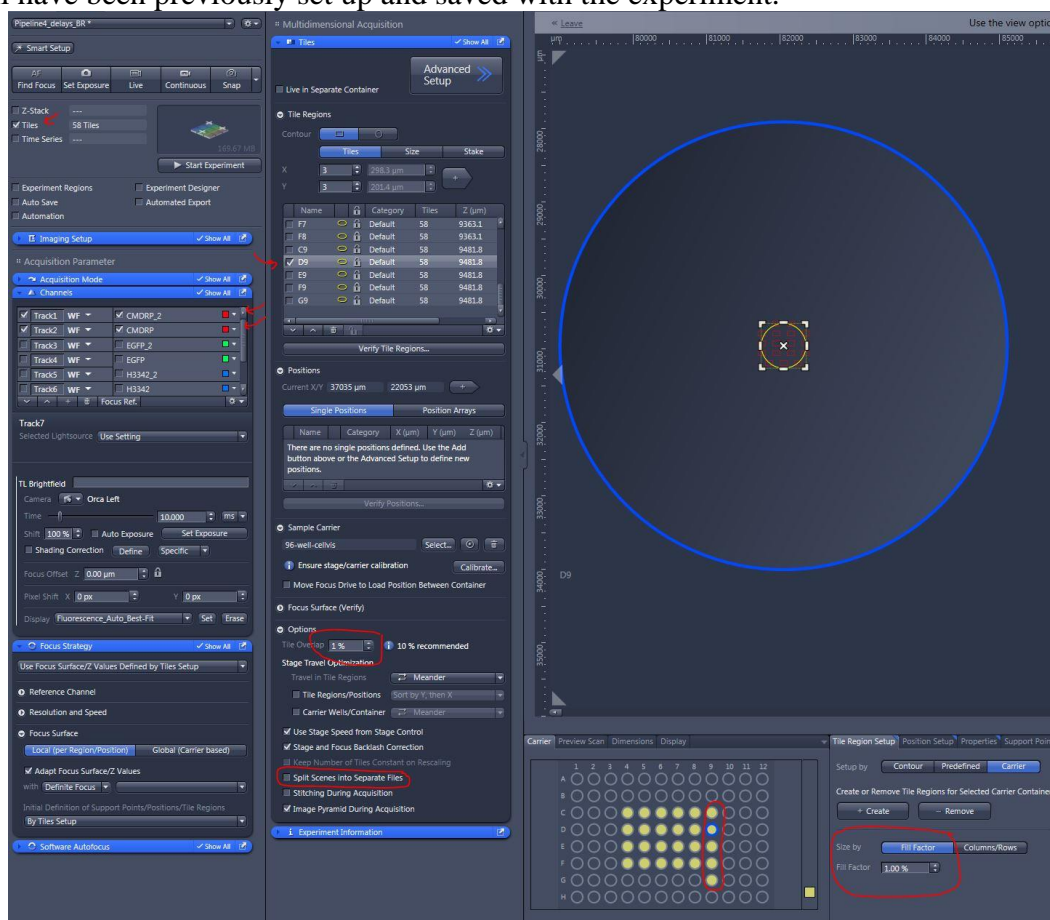 have been previously set up and saved with the experiment.
Pipeline4_delays_BR *
Smart Setup
AF
Find Focus Set Exposure Live Continuous Snap
Z-Stack ---
Tiles 58 Tiles
Time Series ---
169.67 MB
Start Experiment
Experiment Regions Experiment Designer
Auto Save Automated Export
Automation
Imaging Setup Show All
Acquisition Parameter
Acquisition Mode Show All
Channels Show All
Track1 WF CMDRP_2
Track2 WF CMDRP
Track3 WF EGFP_2
Track4 WF EGFP
Track5 WF H3342_2
Track6 WF H3342
Focus Ref.
Track7
Selected Lightsource Use Setting
TL Brightfield
Camera Orca Left
Time 10.000 ms
Shift 100 % Auto Exposure Set Exposure
Shading Correction Define Specific
Focus Offset Z 0.00 µm
Pixel Shift X 0 px Y 0 px
Display Fluorescence_Auto_Best-Fit Set Erase
Focus Strategy Show All
Use Focus Surface/Z Values Defined by Tiles Setup
Reference Channel
Resolution and Speed
Focus Surface
Local (per Region/Position) Global (Carrier based)
Adapt Focus Surface/Z Values
with Definite Focus
Initial Definition of Support Points/Positions/Tile Regions
By Tiles Setup
Software Autofocus Show All
Multidimensional Acquisition
Tiles Show All
Advanced
Setup
Live in Separate Container
Tile Regions
Contour
Tiles Size Stake
X 3 298.3 µm
Y 3 201.4 µm
+
Name Category Tiles Z (µm)
F7 Default 58 9363.1
F8 Default 58 9363.1
C9 Default 58 9481.8
D9 Default 58 9481.8
E9 Default 58 9481.8
F9 Default 58 9481.8
G9 Default 58 9481.8
Verify Tile Regions...
Positions
Current X/Y 37035 µm 22053 µm +
Single Positions Position Arrays
Name Category X (µm) Y (µm) Z (µm)
There are no single positions defined. Use the Add
button above or the Advanced Setup to define new
positions.
Verify Positions...
Sample Carrier
96-well-cellvis Select...
Ensure stage/carrier calibration Calibrate...
Move Focus Drive to Load Position Between Container
Focus Surface (Verify)
Options
Tile Overlap 1 % 10 % recommended
Stage Travel Optimization
Travel in Tile Regions Meander
Tile Regions/Positions Sort by Y, then X
Carrier Wells/Container Meander
Use Stage Speed from Stage Control
Stage and Focus Backlash Correction
Keep Number of Tiles Constant on Rescaling
Split Scenes into Separate Files
Stitching During Acquisition
Image Pyramid During Acquisition
Experiment Information
« Leave Use the view optio
µm 80000 81000 82000 83000 84000 85000
µm
28000
29000
30000
31000
32000
33000
34000
35000
D9
Carrier Preview Scan Dimensions Display
1 2 3 4 5 6 7 8 9 10 11 12
A
B
C
D
E
F
G
H
Tile Region Setup Position Setup Properties Support Poin
Setup by Contour Predefined Carrier
Create or Remove Tile Regions for Selected Carrier Container
+ Create − Remove
Size by Fill Factor Columns/Rows
Fill Factor 1.00 %